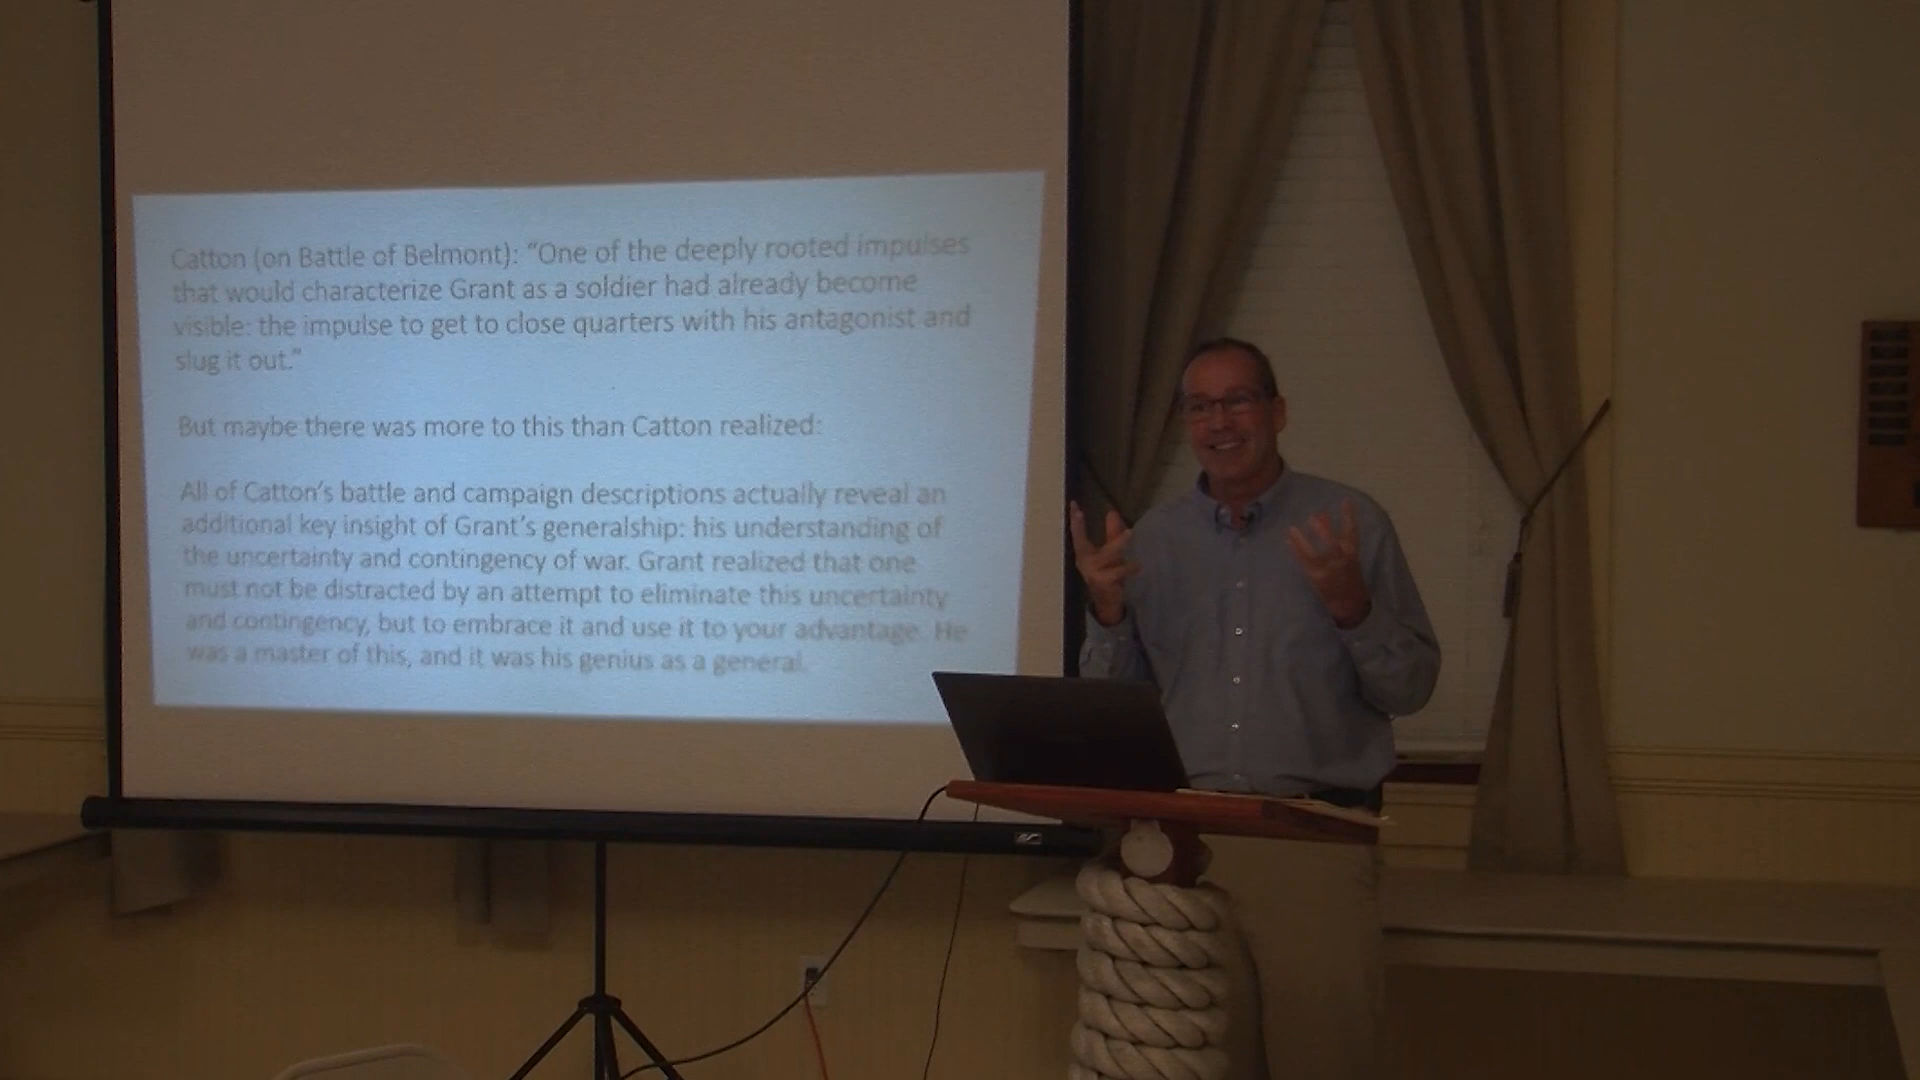 Catton (on Battle of Belmont): “One of the deeply rooted impulses
that would characterize Grant as a soldier had already become
visible: the impulse to get to close quarters with his antagonist and
slug it out.”
But maybe there was more to this than Catton realized:
All of Catton’s battle and campaign descriptions actually reveal an
additional key insight of Grant’s generalship: his understanding of
the uncertainty and contingency of war. Grant realized that one
must not be distracted by an attempt to eliminate this uncertainty
and contingency, but to embrace it and use it to your advantage. He
was a master of this, and it was his genius as a general.